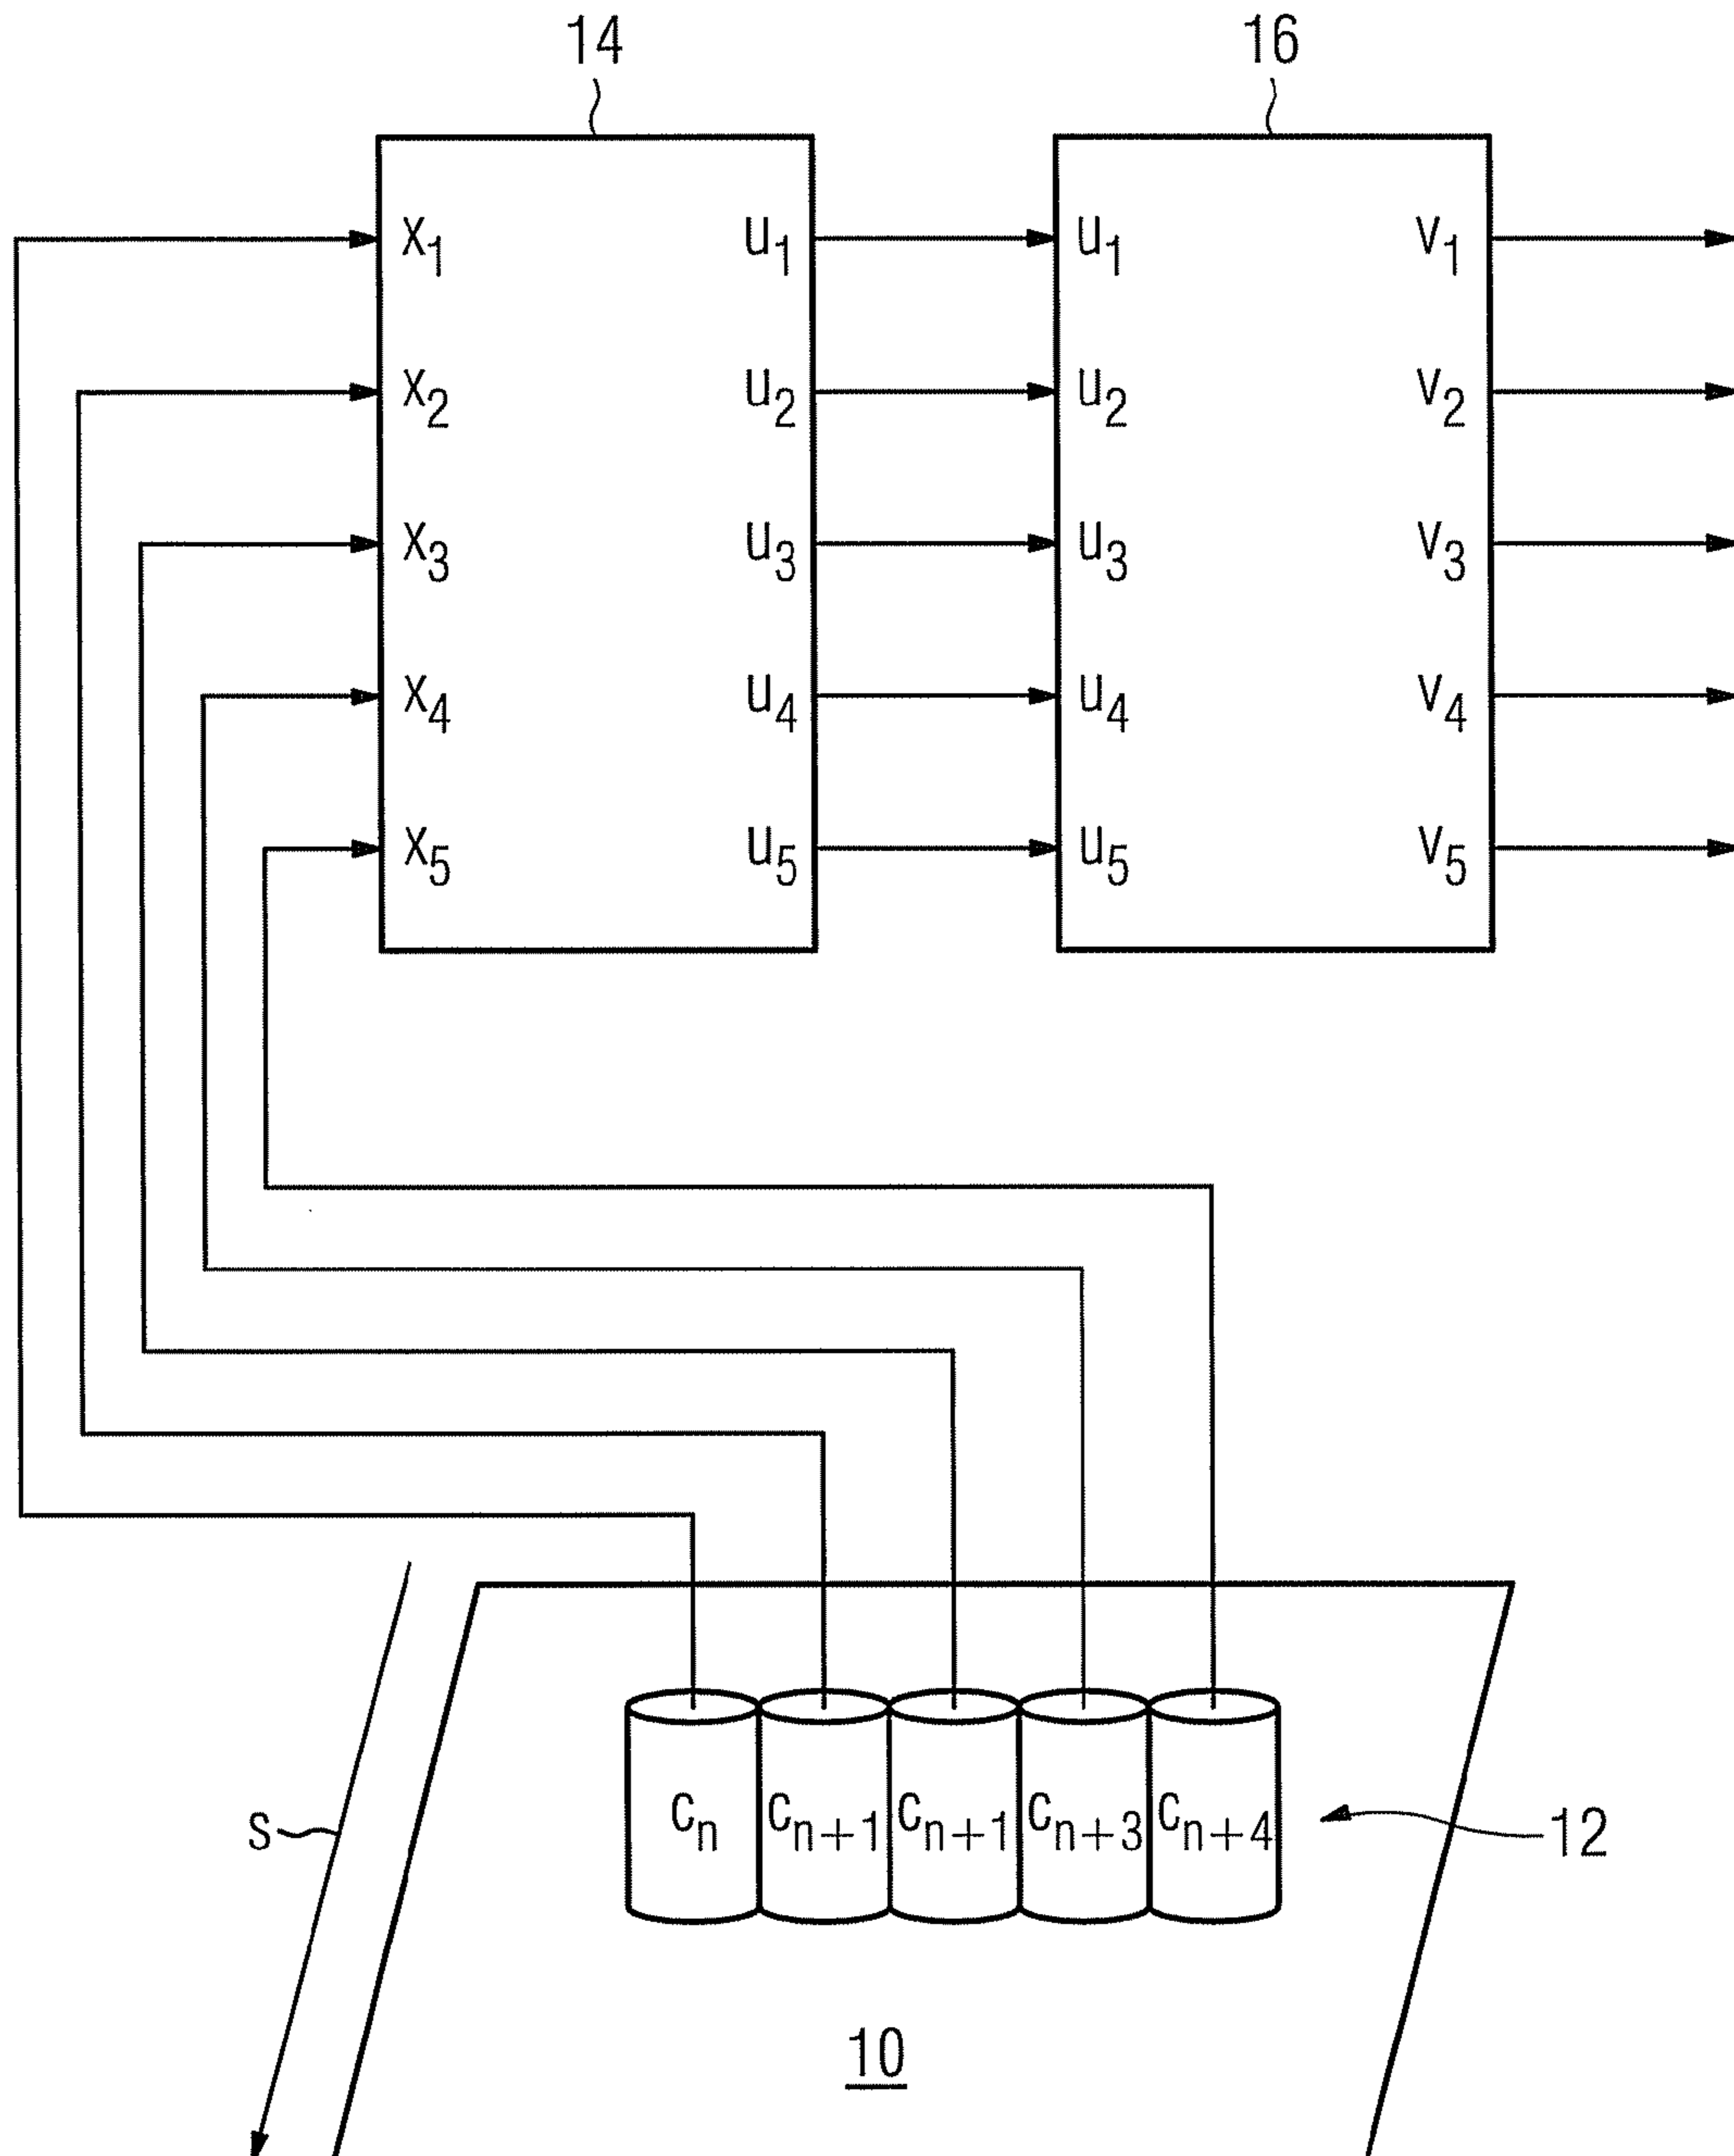 14 16
x1 u1 u1 v1
x2 u2 u2 v2
x3 u3 u3 v3
x4 u4 u4 v4
x5 u5 u5 v5
s
cn cn+1 cn+1 cn+3 cn+4
12
10